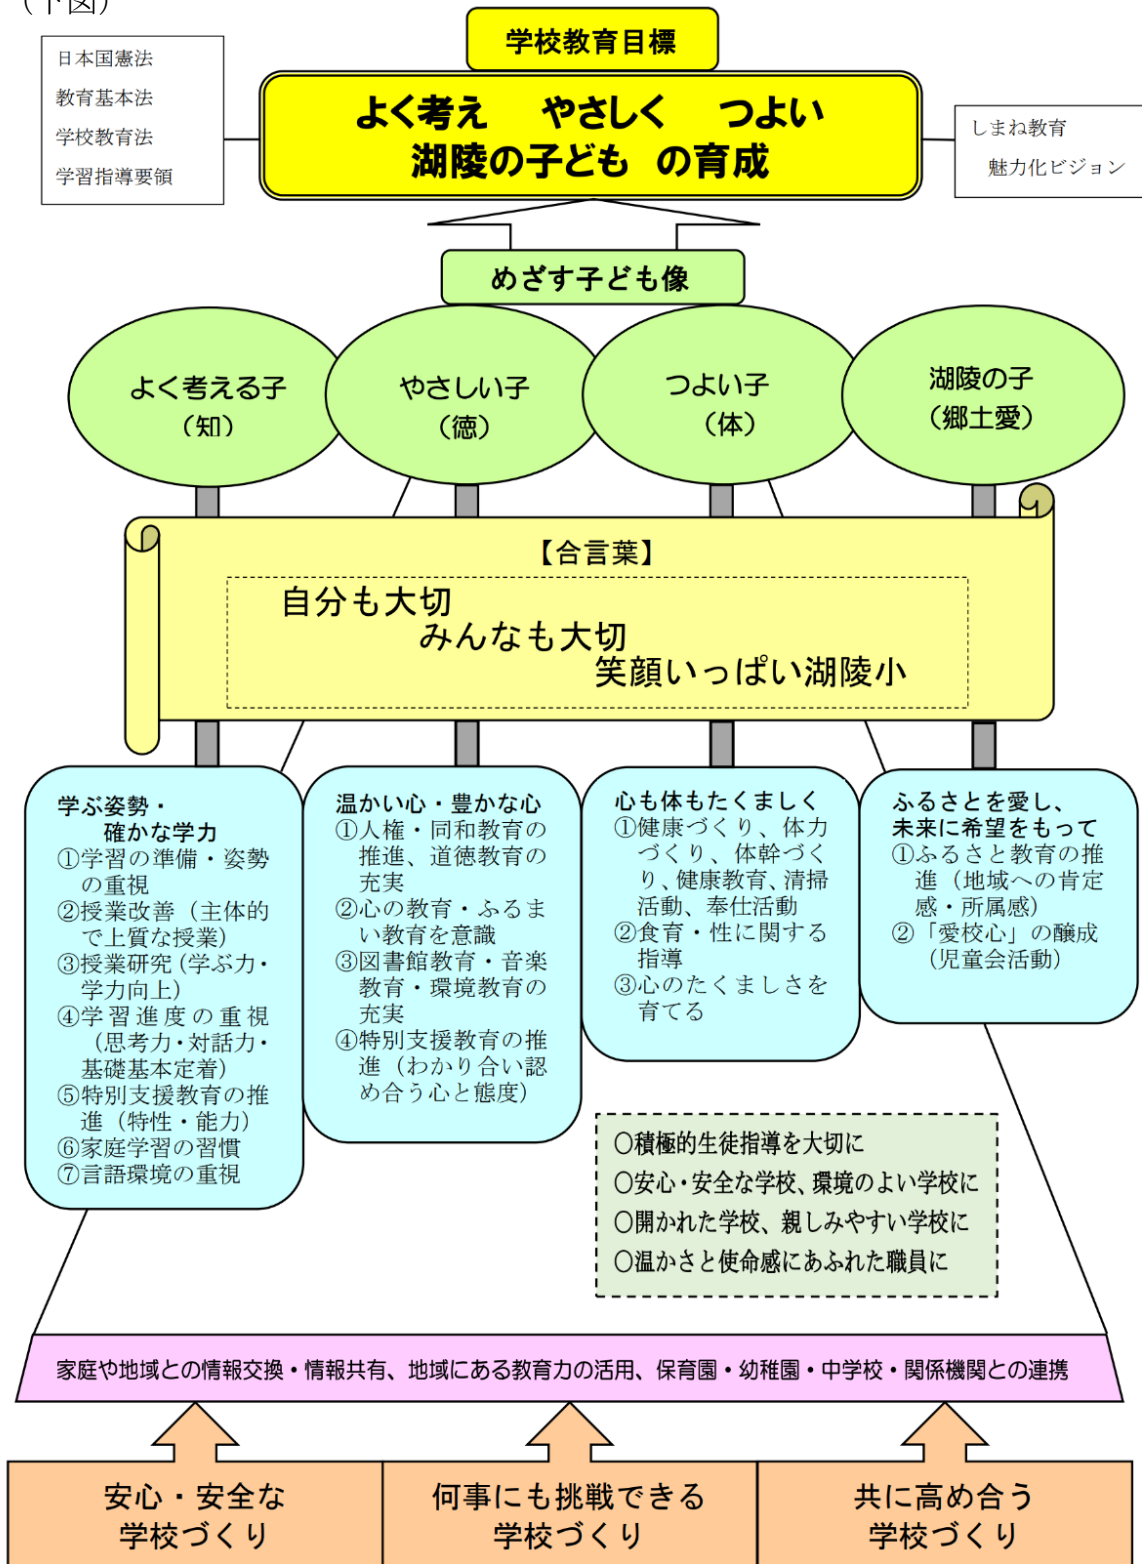 （下図）
学校教育目標
日本国憲法
教育基本法
学校教育法
学習指導要領
よく考え　やさしく　つよい
湖陵の子ども の育成
しまね教育
魅力化ビジョン
めざす子ども像
よく考える子
（知）
やさしい子
（徳）
つよい子
（体）
湖陵の子
（郷土愛）
【合言葉】
自分も大切
みんなも大切
笑顔いっぱい湖陵小
学ぶ姿勢・
確かな学力
①学習の準備・姿勢
の重視
②授業改善（主体的
で上質な授業）
③授業研究（学ぶ力・
学力向上）
④学習進度の重視
（思考力・対話力・
基礎基本定着）
⑤特別支援教育の推
進（特性・能力）
⑥家庭学習の習慣
⑦言語環境の重視
温かい心・豊かな心
①人権・同和教育の
推進、道徳教育の
充実
②心の教育・ふるま
い教育を意識
③図書館教育・音楽
教育・環境教育の
充実
④特別支援教育の推
進（わかり合い認
め合う心と態度）
心も体もたくましく
①健康づくり、体力
づくり、体幹づく
り、健康教育、清掃
活動、奉仕活動
②食育・性に関する
指導
③心のたくましさを
育てる
ふるさとを愛し、
未来に希望をもって
①ふるさと教育の推
進（地域への肯定
感・所属感）
②「愛校心」の醸成
（児童会活動）
○積極的生徒指導を大切に
○安心・安全な学校、環境のよい学校に
○開かれた学校、親しみやすい学校に
○温かさと使命感にあふれた職員に
家庭や地域との情報交換・情報共有、地域にある教育力の活用、保育園・幼稚園・中学校・関係機関との連携
安心・安全な
学校づくり
何事にも挑戦できる
学校づくり
共に高め合う
学校づくり